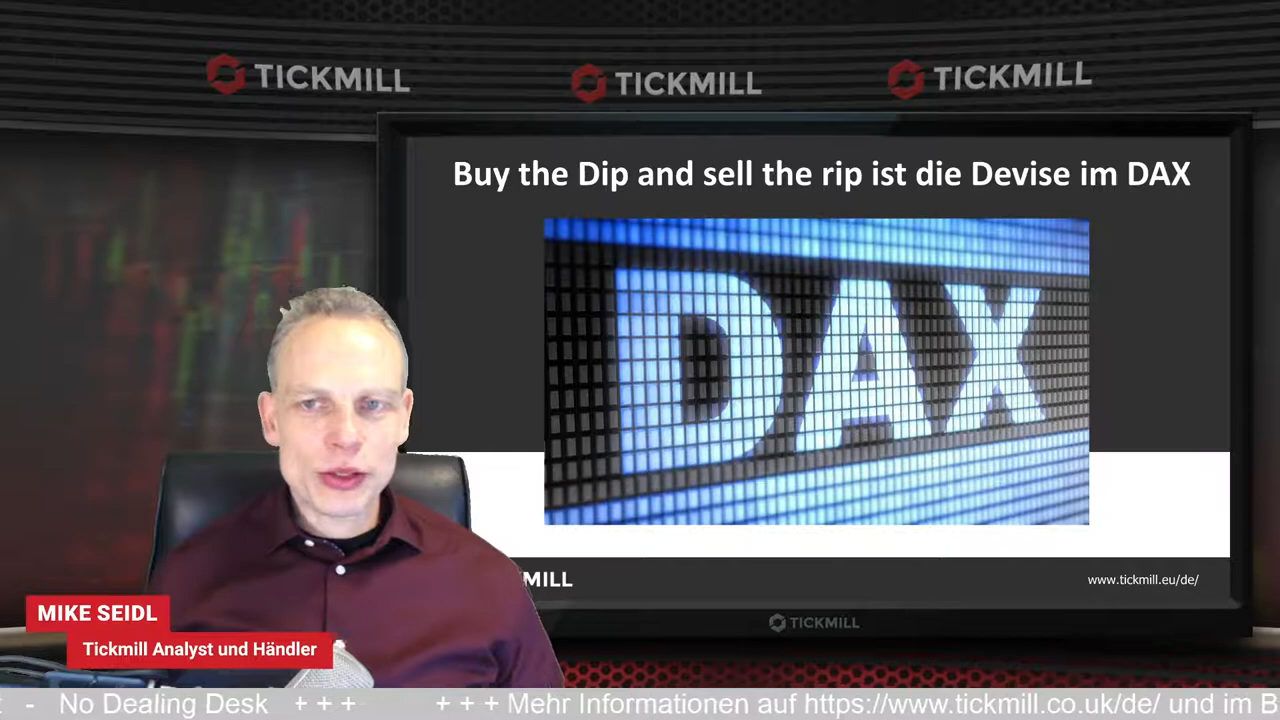 TICKMILL
TICKMILL
TICKMILL
Buy the Dip and sell the rip ist die Devise im DAX
DAX
MILL
www.tickmill.eu/de/
TICKMILL
MIKE SEIDL
Tickmill Analyst und Händler
- No Dealing Desk +++ +++ Mehr Informationen auf https://www.tickmill.co.uk/de/ und im B